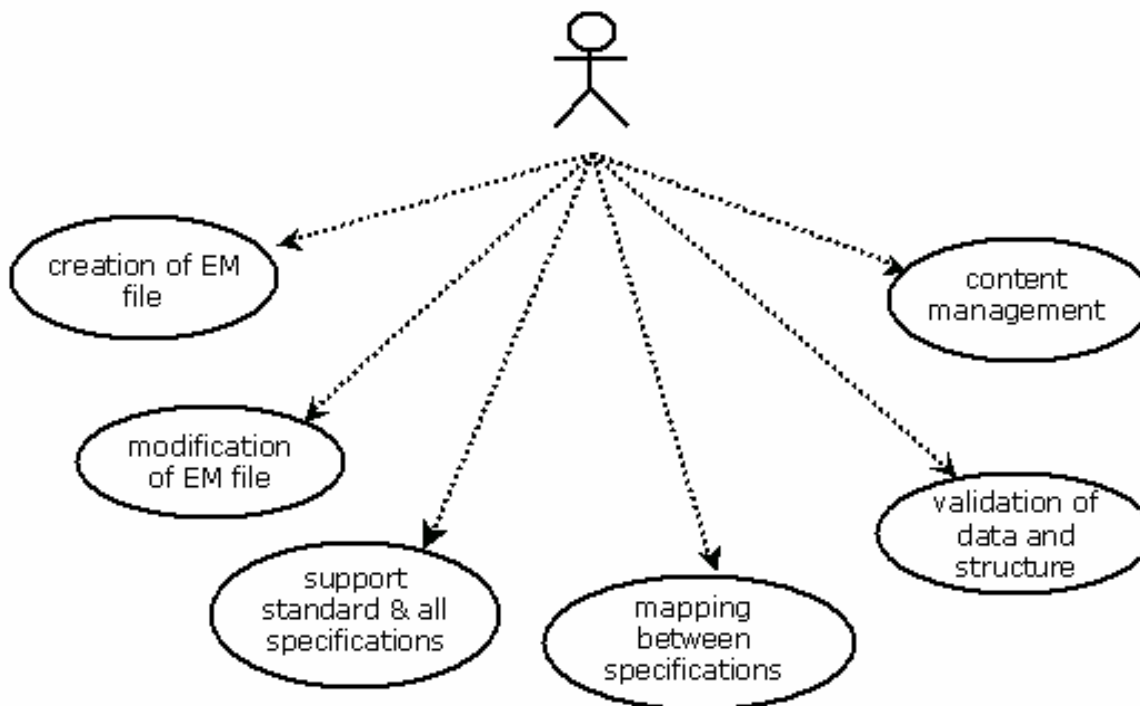 creation of EM
file
content
management
modification
of EM file
validation of
data and
structure
support
standard & all
specifications
mapping
between
specifications